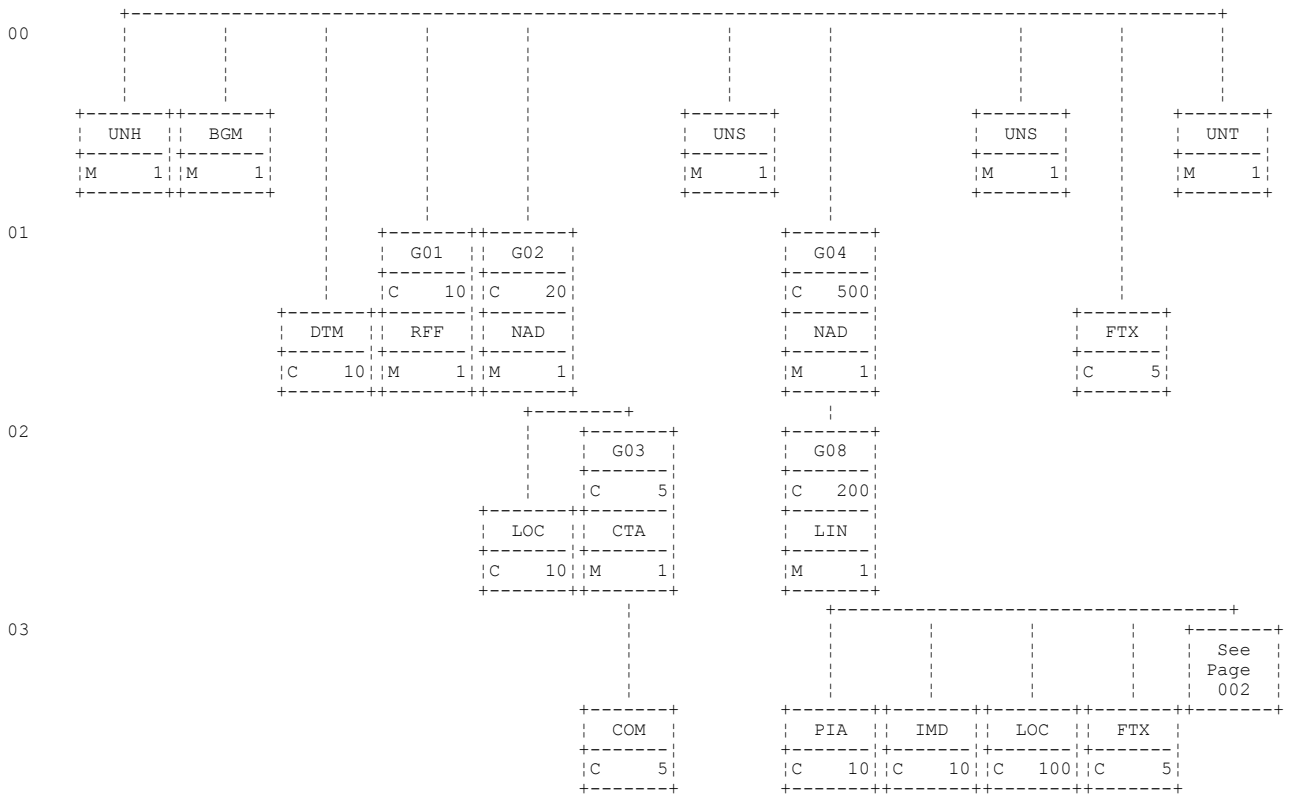 00
UNH BGM UNS UNS UNT
M 1 M 1 M 1 M 1 M 1
01
G01 G02 G04
C 10 C 20 C 500
DTM RFF NAD NAD FTX
C 10 M 1 M 1 M 1 C 5
02
G03 G08
C 5 C 200
LOC CTA LIN
C 10 M 1 M 1
03
See
Page
002
COM PIA IMD LOC FTX
C 5 C 10 C 10 C 100 C 5